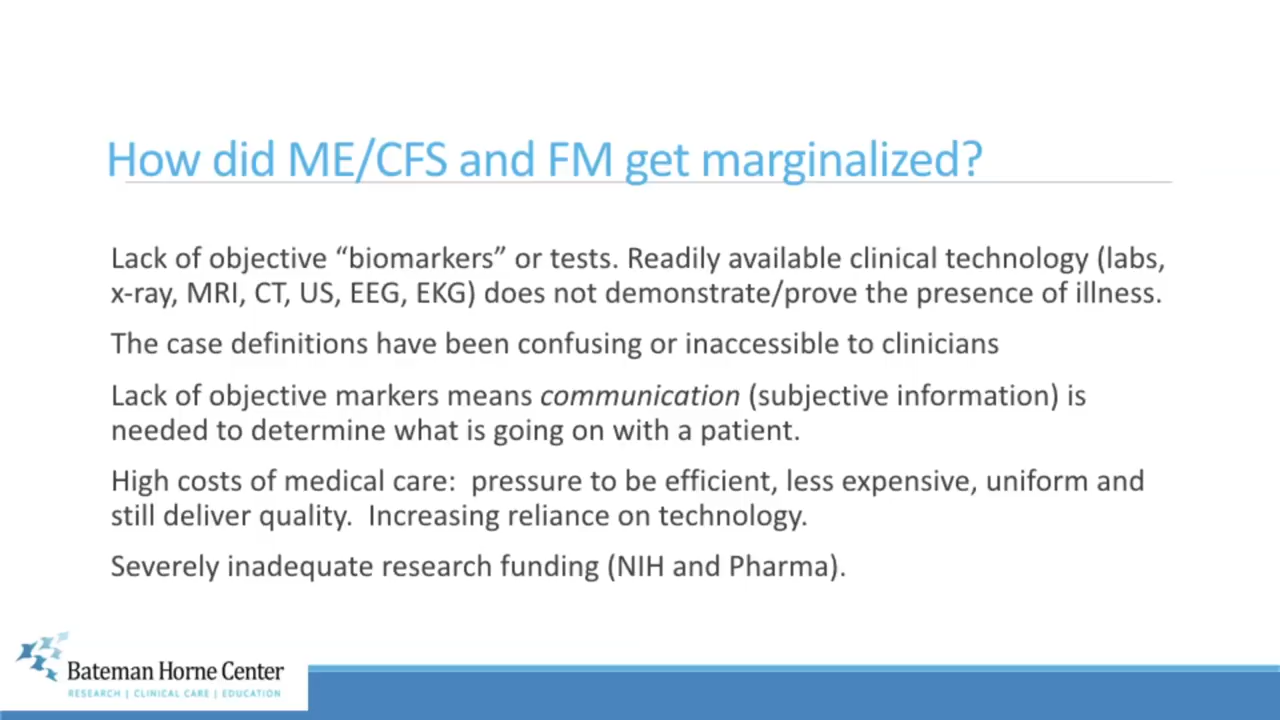 How did ME/CFS and FM get marginalized?
Lack of objective “biomarkers” or tests. Readily available clinical technology (labs,
x-ray, MRI, CT, US, EEG, EKG) does not demonstrate/prove the presence of illness.
The case definitions have been confusing or inaccessible to clinicians
Lack of objective markers means communication (subjective information) is
needed to determine what is going on with a patient.
High costs of medical care:  pressure to be efficient, less expensive, uniform and
still deliver quality.  Increasing reliance on technology.
Severely inadequate research funding (NIH and Pharma).
Bateman Horne Center
RESEARCH | CLINICAL CARE | EDUCATION